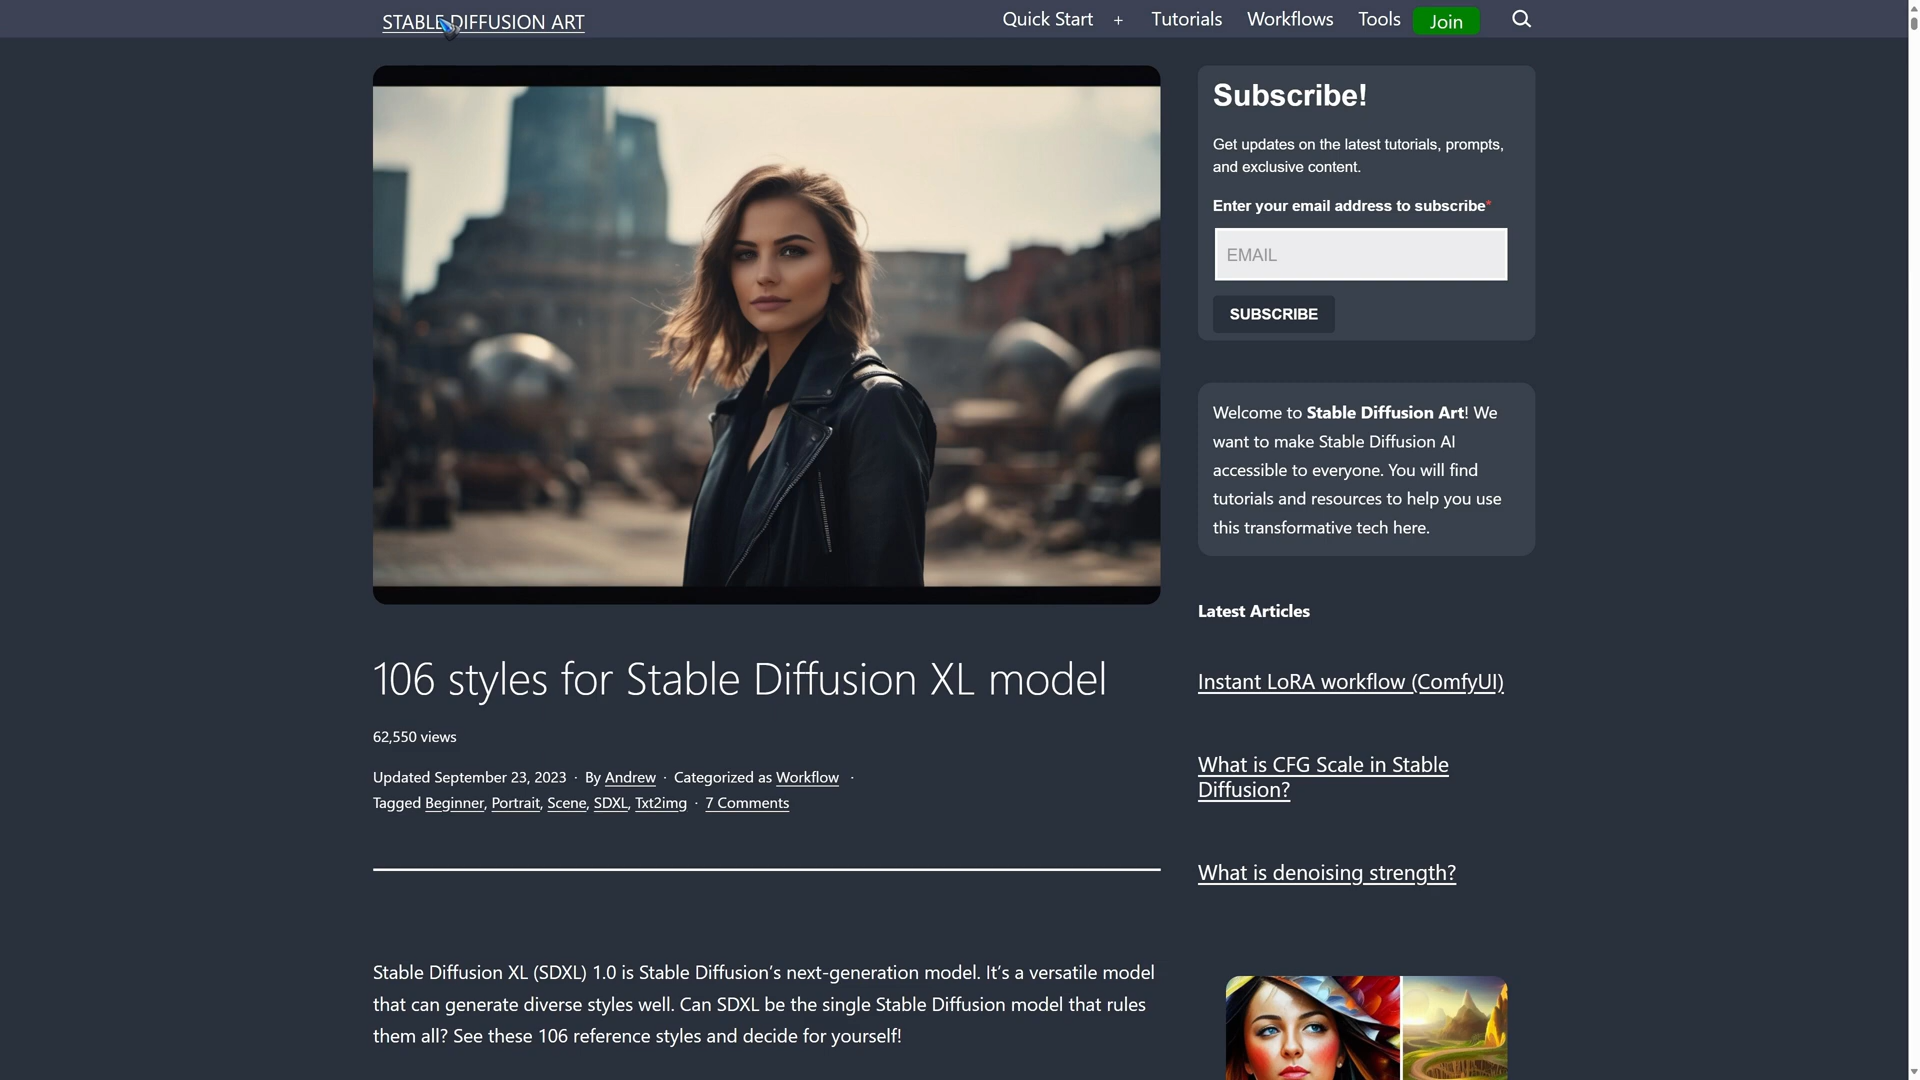 STABLE DIFFUSION ART
Quick Start + Tutorials Workflows Tools Join
Subscribe!
Get updates on the latest tutorials, prompts,
and exclusive content.
Enter your email address to subscribe*
EMAIL
SUBSCRIBE
Welcome to Stable Diffusion Art! We
want to make Stable Diffusion AI
accessible to everyone. You will find
tutorials and resources to help you use
this transformative tech here.
Latest Articles
Instant LoRA workflow (ComfyUI)
What is CFG Scale in Stable
Diffusion?
What is denoising strength?
106 styles for Stable Diffusion XL model
62,550 views
Updated September 23, 2023 · By Andrew · Categorized as Workflow ·
Tagged Beginner, Portrait, Scene, SDXL, Txt2img · 7 Comments
Stable Diffusion XL (SDXL) 1.0 is Stable Diffusion’s next-generation model. It’s a versatile model
that can generate diverse styles well. Can SDXL be the single Stable Diffusion model that rules
them all? See these 106 reference styles and decide for yourself!